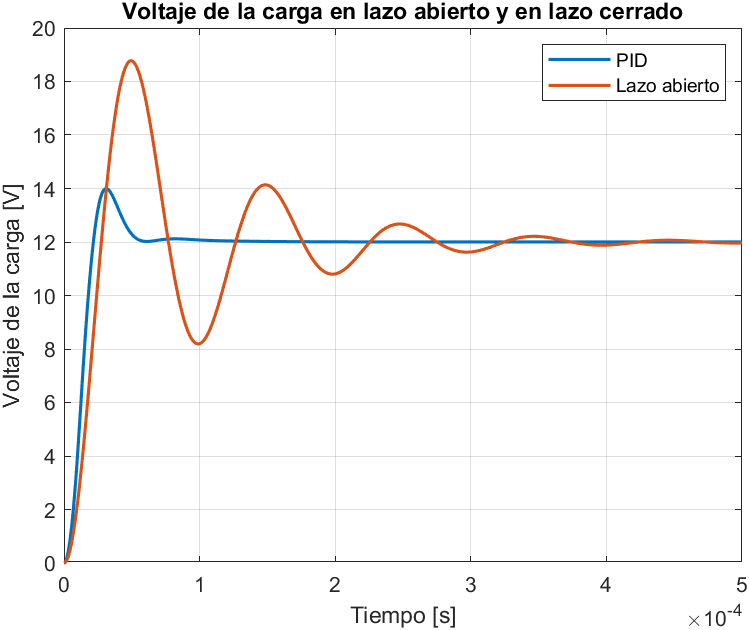 Voltaje de la carga en lazo abierto y en lazo cerrado
PID
Lazo abierto
Voltaje de la carga [V]
20
18
16
14
12
10
8
6
4
2
0
0 1 2 3 4 5
Tiempo [s]
×10^-4